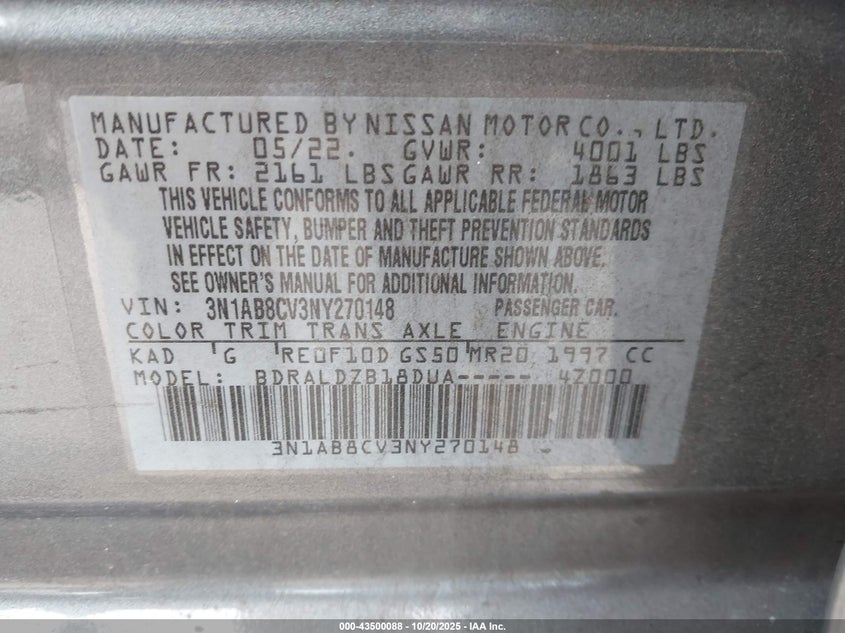 MANUFACTURED BY NISSAN MOTOR CO., LTD.
DATE: 05/22. GVWR: 4001 LBS
GAWR FR: 2161 LBS GAWR RR: 1863 LBS
THIS VEHICLE CONFORMS TO ALL APPLICABLE FEDERAL MOTOR
VEHICLE SAFETY, BUMPER AND THEFT PREVENTION STANDARDS
IN EFFECT ON THE DATE OF MANUFACTURE SHOWN ABOVE.
SEE OWNER'S MANUAL FOR ADDITIONAL INFORMATION.
VIN: 3N1AB8CV3NY270148 PASSENGER CAR.
COLOR TRIM TRANS AXLE ENGINE
KAD 'G 'RE0F10D GS50'MR20 1997 CC
MODEL: BDRALDZB18DUA----- 4Z000
3N1AB8CV3NY270148
000-43500088 - 10/20/2025 - IAA Inc.